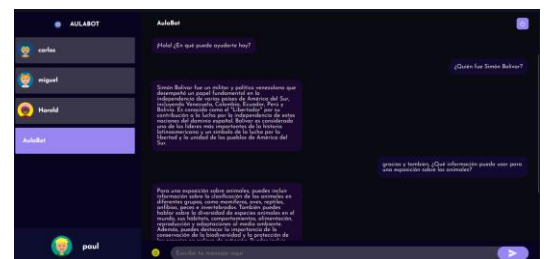 AULABOT
carlos
miguel
Harold
AulaBot
paul
AulaBot
¡Hola! ¿En qué puedo ayudarte hoy?
¿Quién fue Simón Bolívar?
Simón Bolívar fue un militar y político venezolano que
desempeñó un papel fundamental en la
independencia de varios países de América del Sur,
incluyendo Venezuela, Colombia, Ecuador, Perú y
Bolivia. Es conocido como el "Libertador" por su
contribución a la lucha por la independencia de estas
naciones del dominio español. Bolívar es considerado
uno de los líderes más importantes de la historia
latinoamericana y un símbolo de la lucha por la
libertad y la unidad de los pueblos de América del
Sur.
gracias y tambien, ¿Qué información puedo usar para
una exposición sobre los animales?
Para una exposición sobre animales, puedes incluir
información sobre la clasificación de los animales en
diferentes grupos, como mamíferos, aves, reptiles,
anfibios, peces e invertebrados. También puedes
hablar sobre la diversidad de especies animales en el
mundo, sus hábitats, comportamientos, alimentación,
reproducción y adaptaciones al medio ambiente.
Además, puedes destacar la importancia de la
conservación de la biodiversidad y la protección de
Escribe tu mensaje aquí